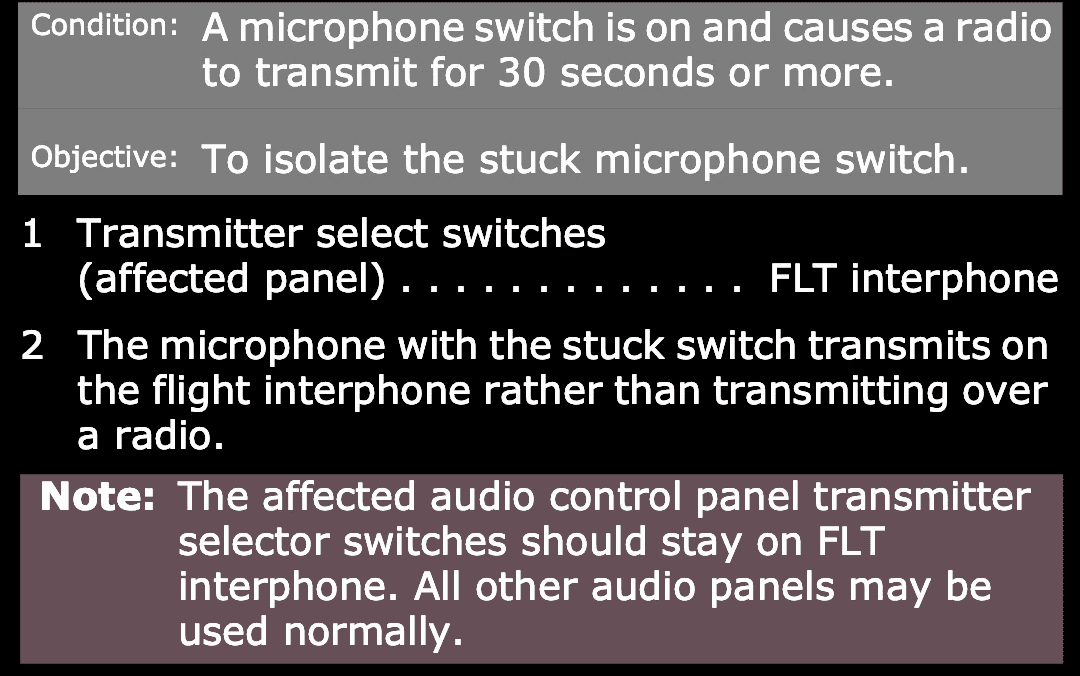 Condition: A microphone switch is on and causes a radio
to transmit for 30 seconds or more.
Objective: To isolate the stuck microphone switch.
1 Transmitter select switches
(affected panel) . . . . . . . . . . . . . FLT interphone
2 The microphone with the stuck switch transmits on
the flight interphone rather than transmitting over
a radio.
Note: The affected audio control panel transmitter
selector switches should stay on FLT
interphone. All other audio panels may be
used normally.